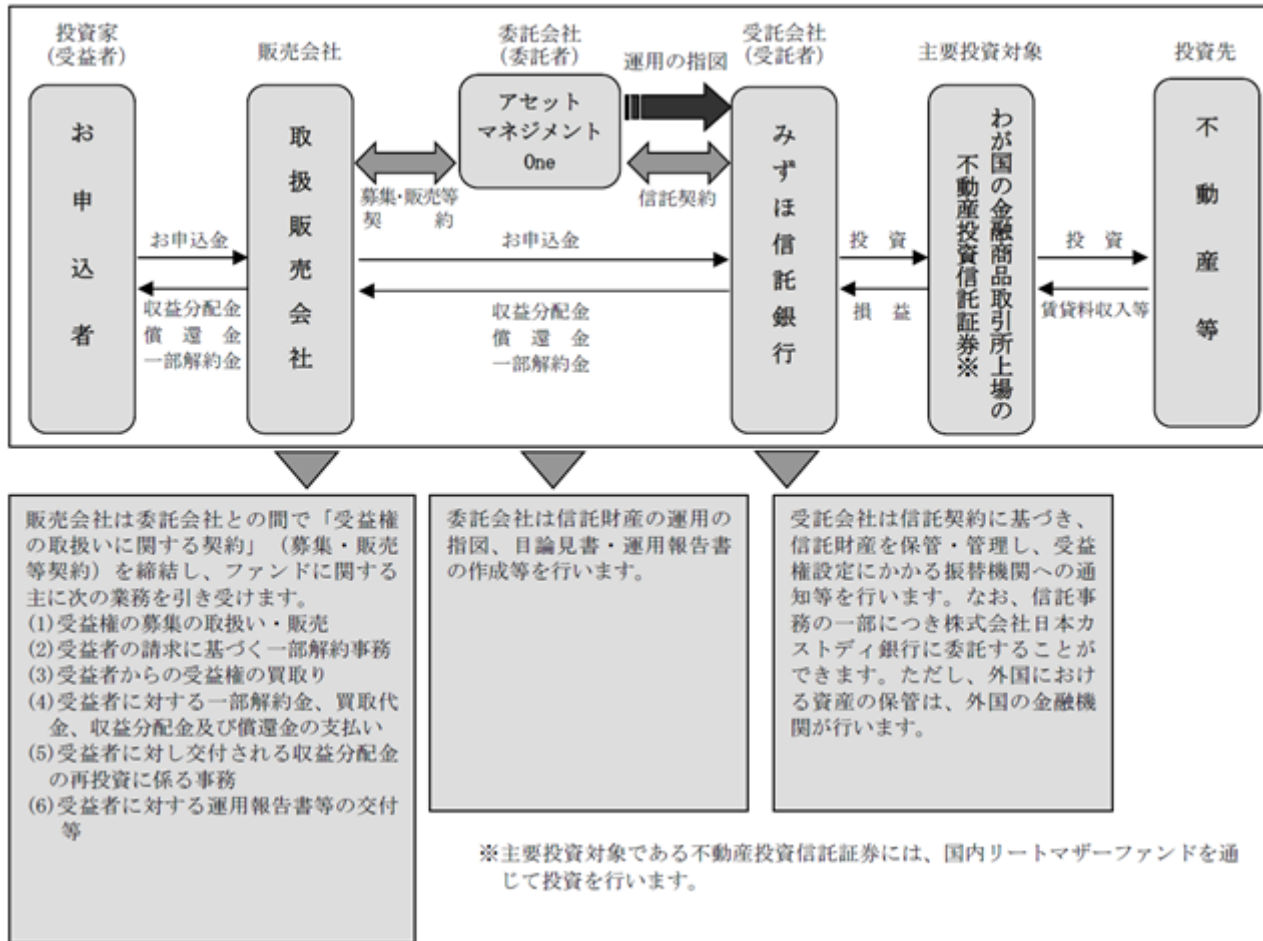 投資家
(受益者)
販売会社
委託会社
(委託者)
運用の指図
受託会社
(受託者)
主要投資対象
投資先
お申込者
取扱販売会社
アセット
マネジメント
One
みずほ信託銀行
わが国の金融商品取引所上場の
不動産投資信託証券※
不動産等
募集・販売等
契約
信託契約
お申込金
収益分配金
償還金
一部解約金
お申込金
収益分配金
償還金
一部解約金
投資
損益
投資
賃貸料収入等
販売会社は委託会社との間で「受益権
の取扱いに関する契約」(募集・販売
等契約)を締結し、ファンドに関する
主に次の業務を引き受けます。
(1)受益権の募集の取扱い・販売
(2)受益者の請求に基づく一部解約事務
(3)受益者からの受益権の買取り
(4)受益者に対する一部解約金、買取代
金、収益分配金及び償還金の支払い
(5)受益者に対し交付される収益分配金
の再投資に係る事務
(6)受益者に対する運用報告書等の交付
等
委託会社は信託財産の運用の
指図、目論見書・運用報告書
の作成等を行います。
受託会社は信託契約に基づき、
信託財産を保管・管理し、受益
権設定にかかる振替機関への通
知等を行います。なお、信託事
務の一部につき株式会社日本カ
ストディ銀行に委託することが
できます。ただし、外国におけ
る資産の保管は、外国の金融機
関が行います。
※主要投資対象である不動産投資信託証券には、国内リートマザーファンドを通
じて投資を行います。